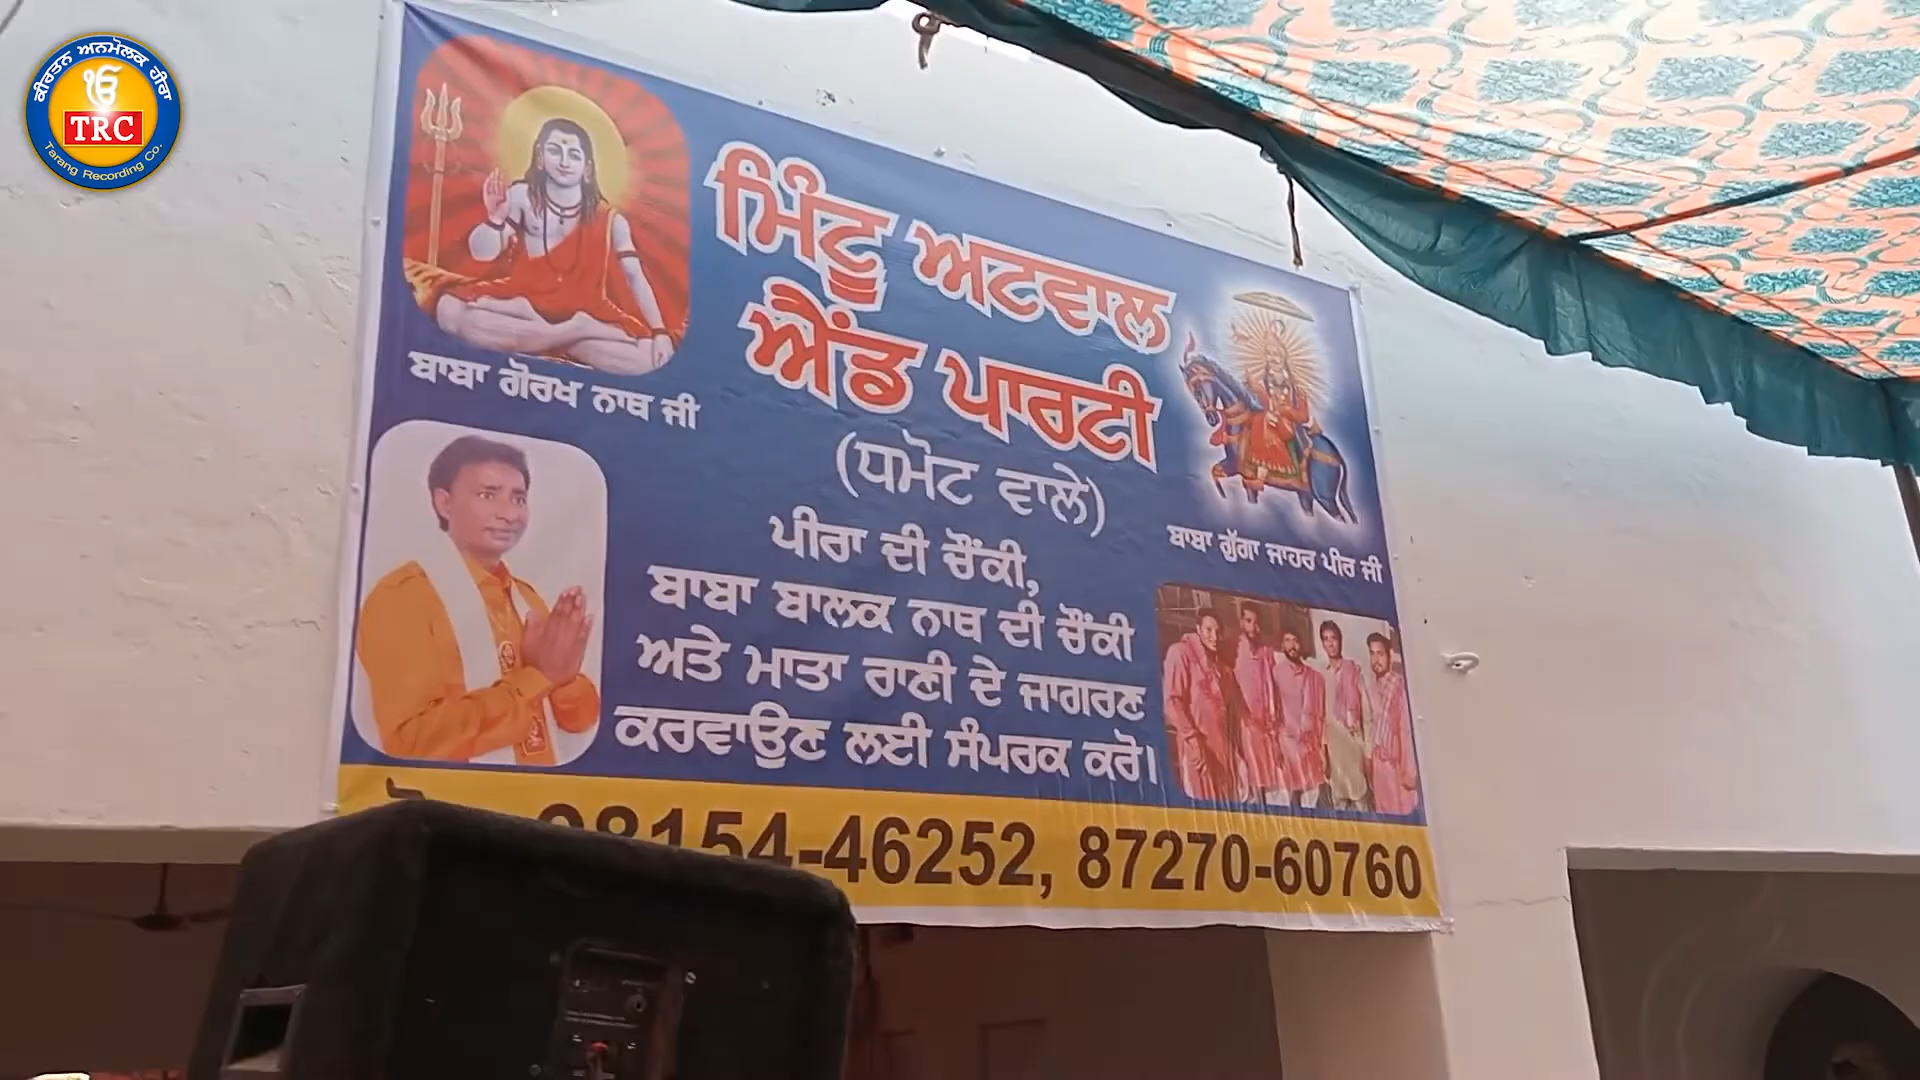 ਕੀਰਤਨ ਅਨਮੋਲਕ ਹੀਰਾ
ੴ
TRC
Tarang Recording Co.
ਮਿੰਟੂ ਅਟਵਾਲ
ਐਂਡ ਪਾਰਟੀ
(ਧਮੋਟ ਵਾਲੇ)
ਬਾਬਾ ਗੋਰਖ ਨਾਥ ਜੀ
ਬਾਬਾ ਗੁੱਗਾ ਜਾਹਰ ਪੀਰ ਜੀ
ਪੀਰਾ ਦੀ ਚੌਂਕੀ,
ਬਾਬਾ ਬਾਲਕ ਨਾਥ ਦੀ ਚੌਂਕੀ
ਅਤੇ ਮਾਤਾ ਰਾਣੀ ਦੇ ਜਾਗਰਣ
ਕਰਵਾਉਣ ਲਈ ਸੰਪਰਕ ਕਰੋ।
98154-46252, 87270-60760